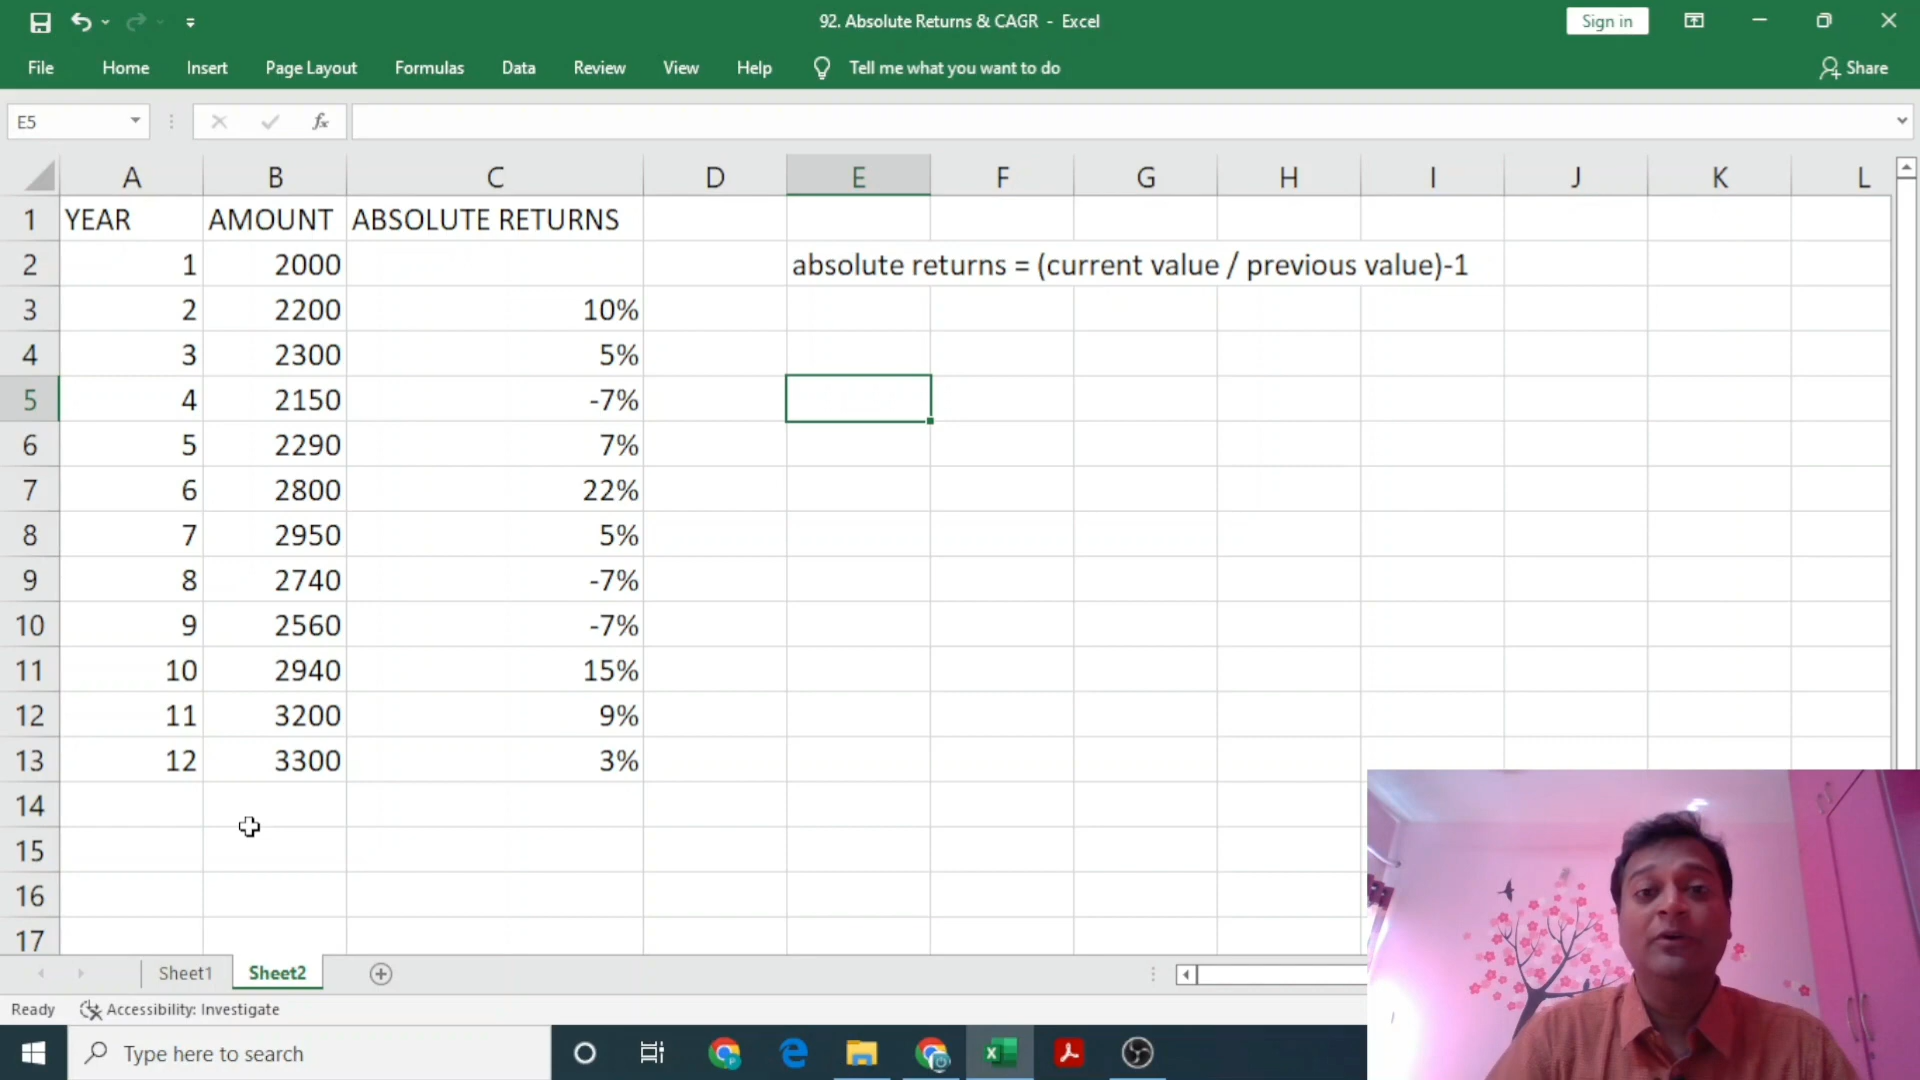 92. Absolute Returns & CAGR - Excel
Sign in
File Home Insert Page Layout Formulas Data Review View Help Tell me what you want to do Share
E5 fx
A B C D E F G H I J K L
1 YEAR AMOUNT ABSOLUTE RETURNS
2 1 2000 absolute returns = (current value / previous value)-1
3 2 2200 10%
4 3 2300 5%
5 4 2150 -7%
6 5 2290 7%
7 6 2800 22%
8 7 2950 5%
9 8 2740 -7%
10 9 2560 -7%
11 10 2940 15%
12 11 3200 9%
13 12 3300 3%
14
15
16
17
Sheet1 Sheet2
Ready Accessibility: Investigate
Type here to search